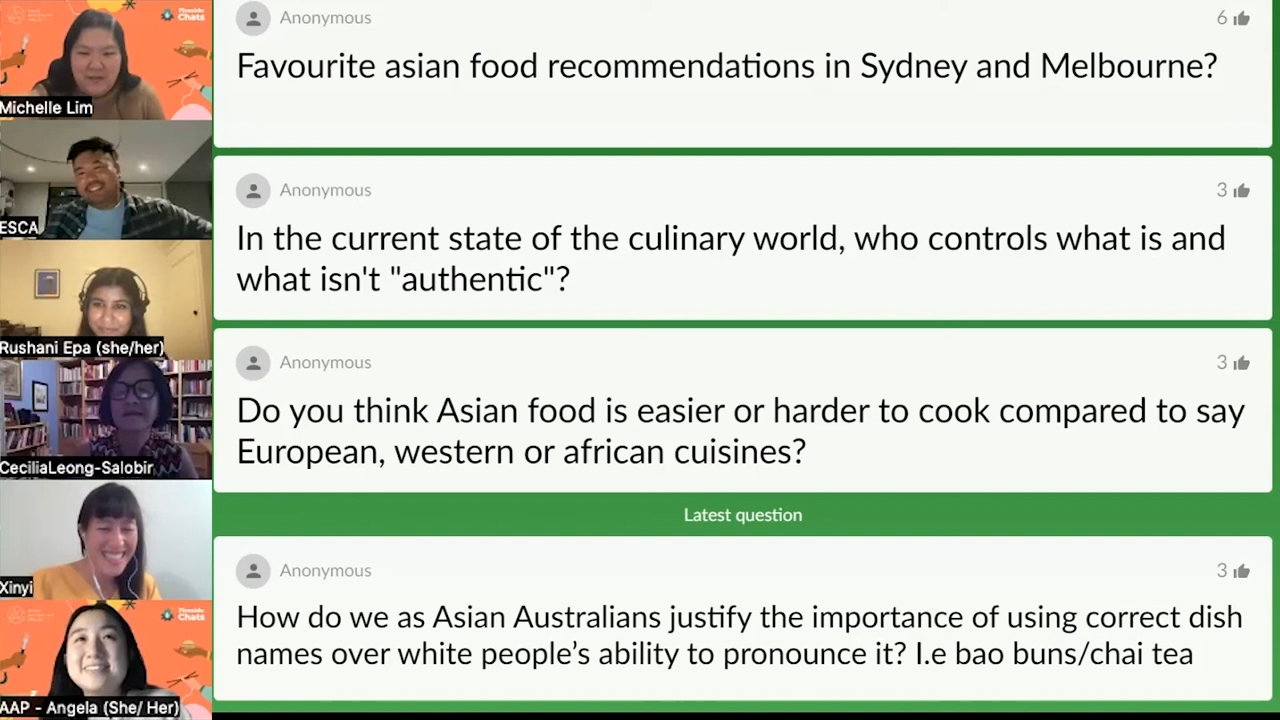 Fireside
Chats
Michelle Lim
ESCA
Rushani Epa (she/her)
CeciliaLeong-Salobir
Xinyi
Fireside
Chats
AAP - Angela (She/ Her)
Anonymous
6
Favourite asian food recommendations in Sydney and Melbourne?
Anonymous
3
In the current state of the culinary world, who controls what is and
what isn't "authentic"?
Anonymous
3
Do you think Asian food is easier or harder to cook compared to say
European, western or african cuisines?
Latest question
Anonymous
3
How do we as Asian Australians justify the importance of using correct dish
names over white people’s ability to pronounce it? I.e bao buns/chai tea